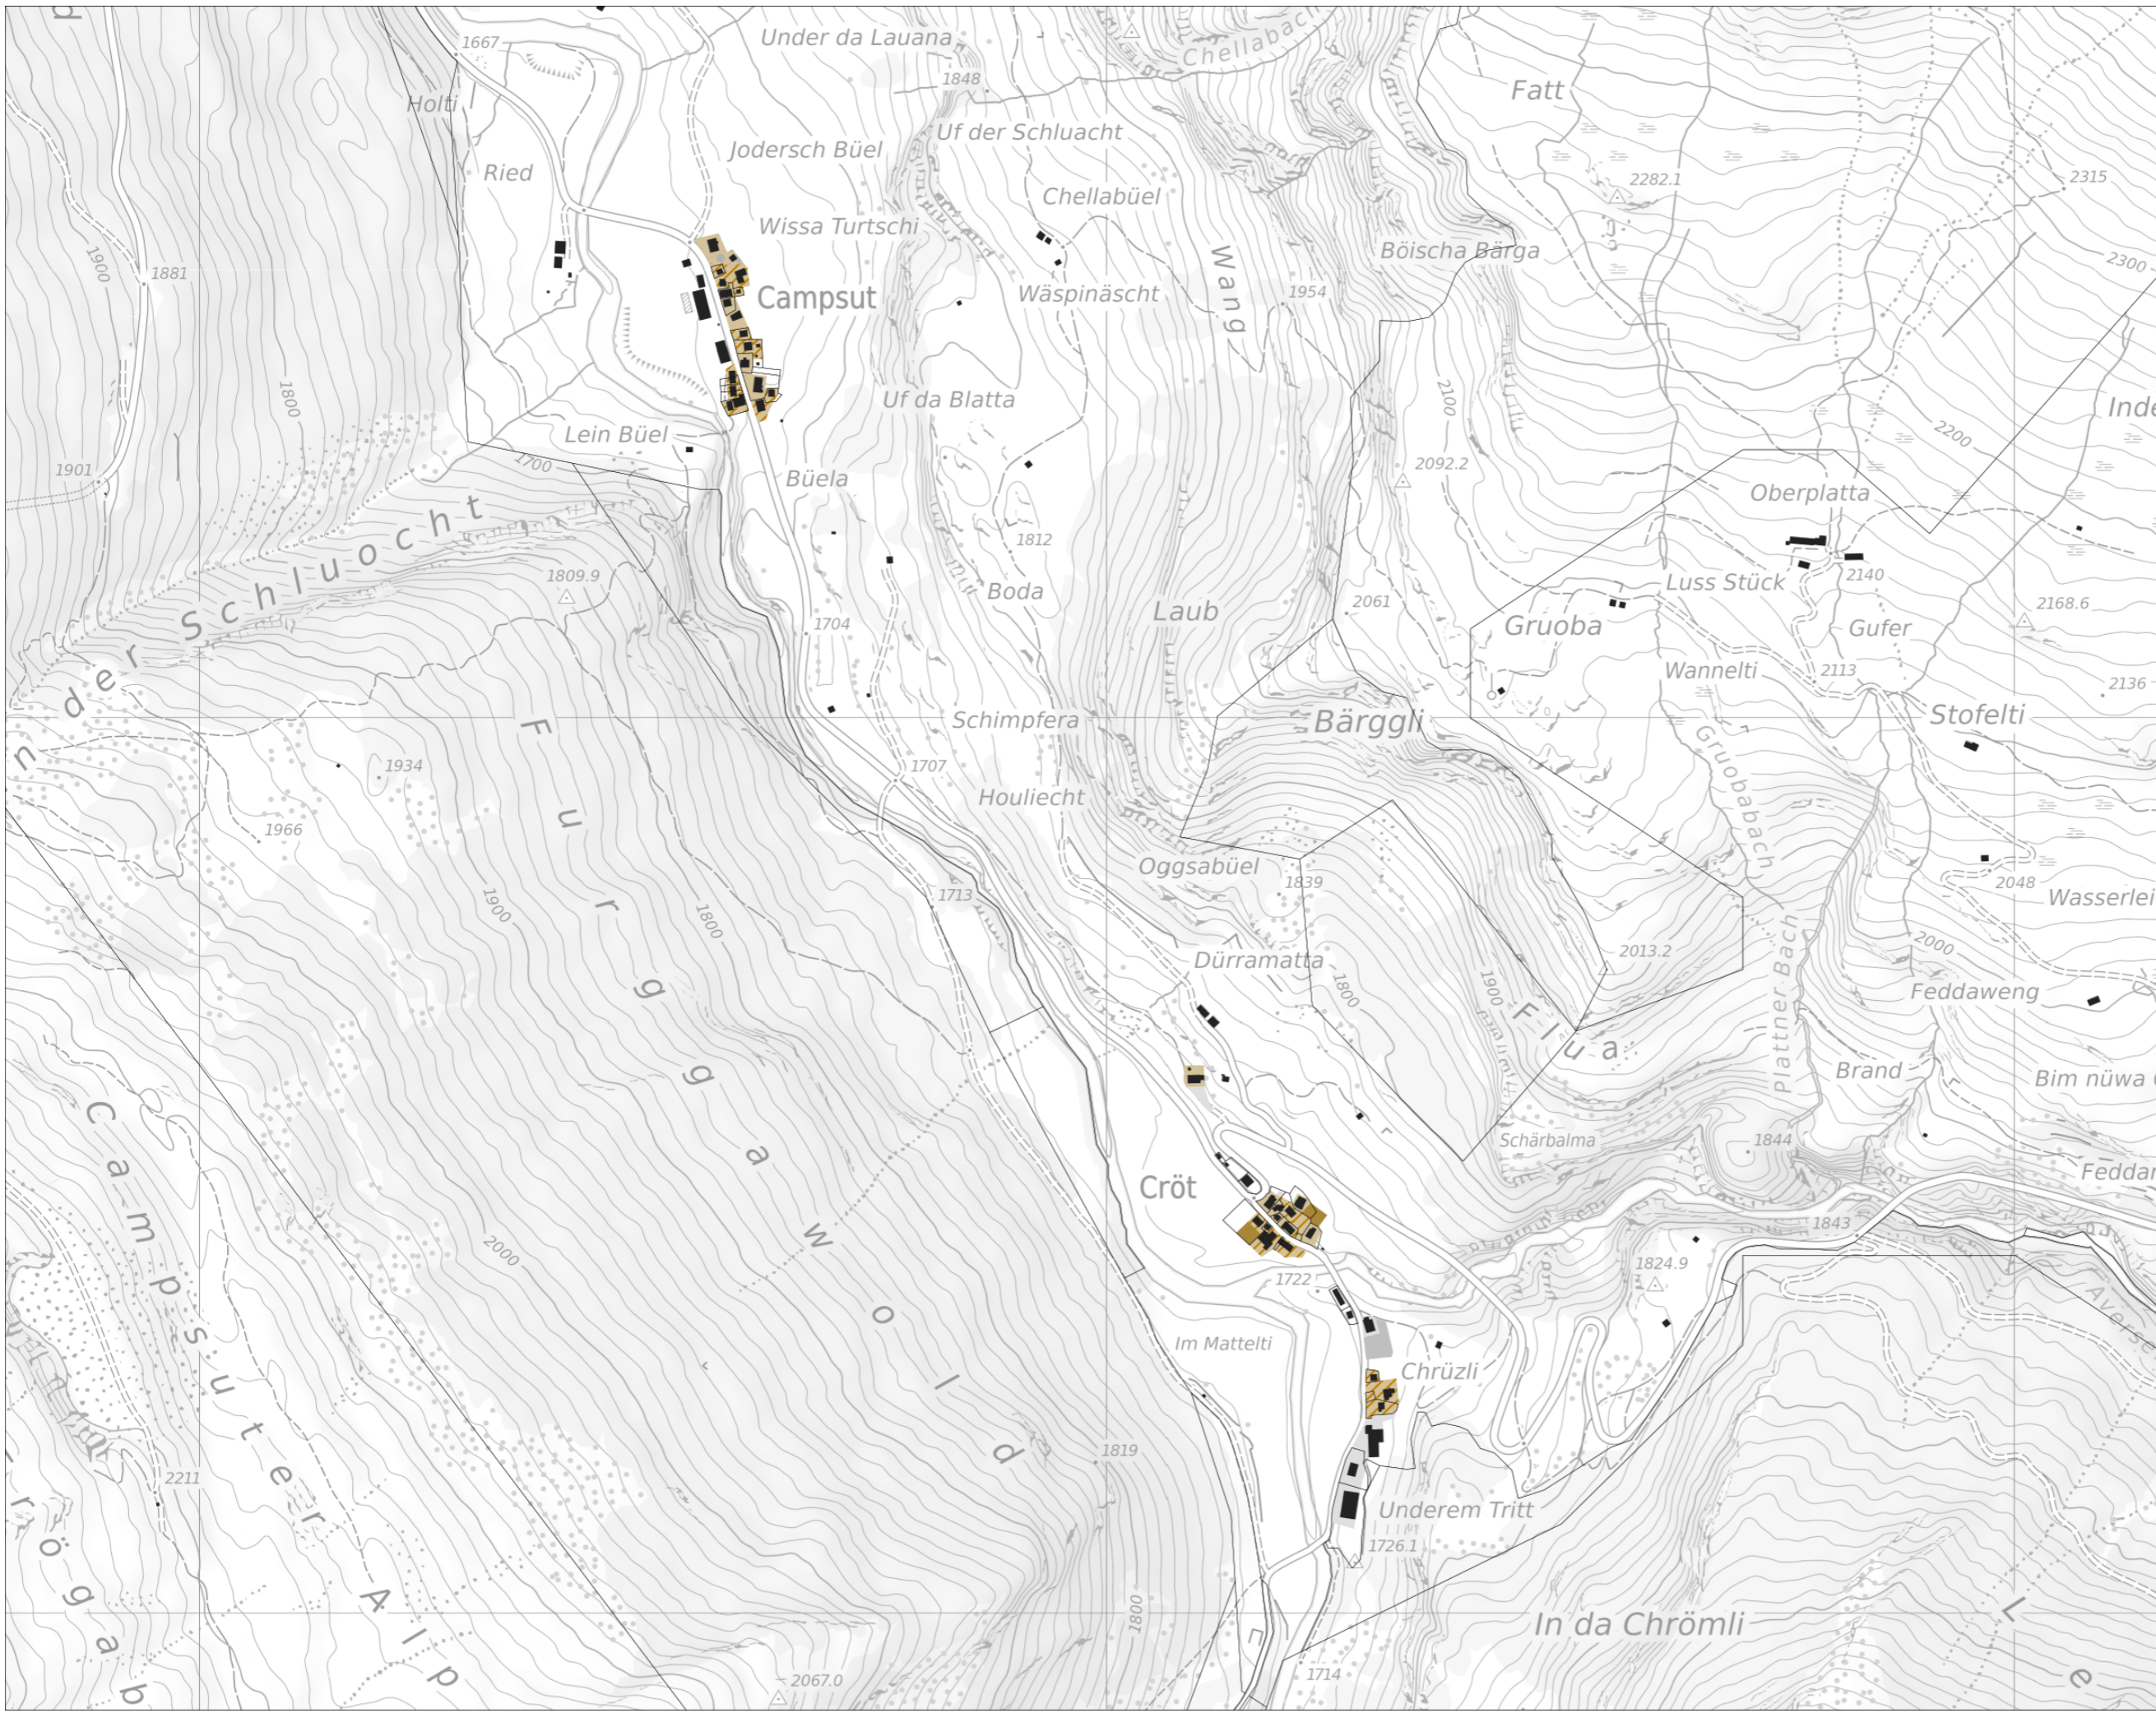 1667
Under da Lauana
1848
Chellabach
Holti
Fatt
Uf der Schluacht
Jodersch Büel
Ried
2315
2282.1
Chellabüel
Wissa Turtschi
1900
1881
Böischa Bärga
2300
Wang
Wäspinäscht
1954
Campsut
1800
2100
Uf da Blatta
Inde
2200
Lein Büel
1700
1901
2092.2
Büela
Oberplatta
n der Schluocht
1812
1809.9
2140
Luss Stück
Boda
2061
2168.6
Laub
1704
Gruoba
Gufer
Wannelti
2113
2136
Stofelti
Schimpfera
Bärggli
Gruobabach
1934
1707
Houliecht
1966
Oggsabüel
1839
2048
1713
Wasserlei
1900
1800
2000
2013.2
Dürramatta
1800
1900
Feddaweng
Flua
Plattner Bach
Brand
Bim nüwa
Schärbalma
1844
Feddar
Cröt
1843
Furggawold
2000
1824.9
1722
Averse
Im Mattelti
Chrüzli
Campsuter Alp
1819
2211
Underem Tritt
1726.1
rögab
1800
In da Chrömli
L e
1714
2067.0